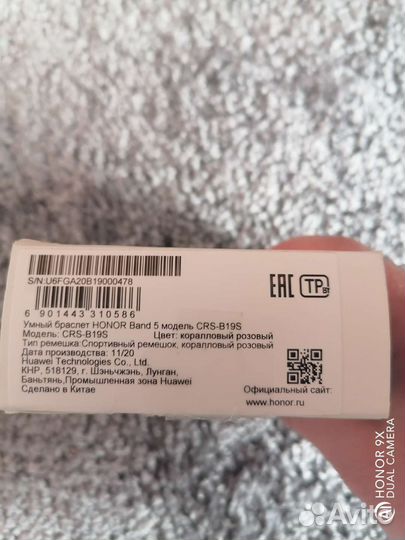 S/N:U6FGA20B19000478
6 901443 310586
EAC TP BY
Умный браслет HONOR Band 5 модель CRS-B19S
Модель: CRS-B19S Цвет: коралловый розовый
Тип ремешка:Спортивный ремешок, коралловый розовый
Дата производства: 11/20
Huawei Technologies Co., Ltd.
КНР, 518129, г. Шэньчжэнь, Лунган,
Баньтянь,Промышленная зона Huawei
Сделано в Китае
Официальный сайт:
www.honor.ru
HONOR 9X
AI DUAL CAMERA
Avito